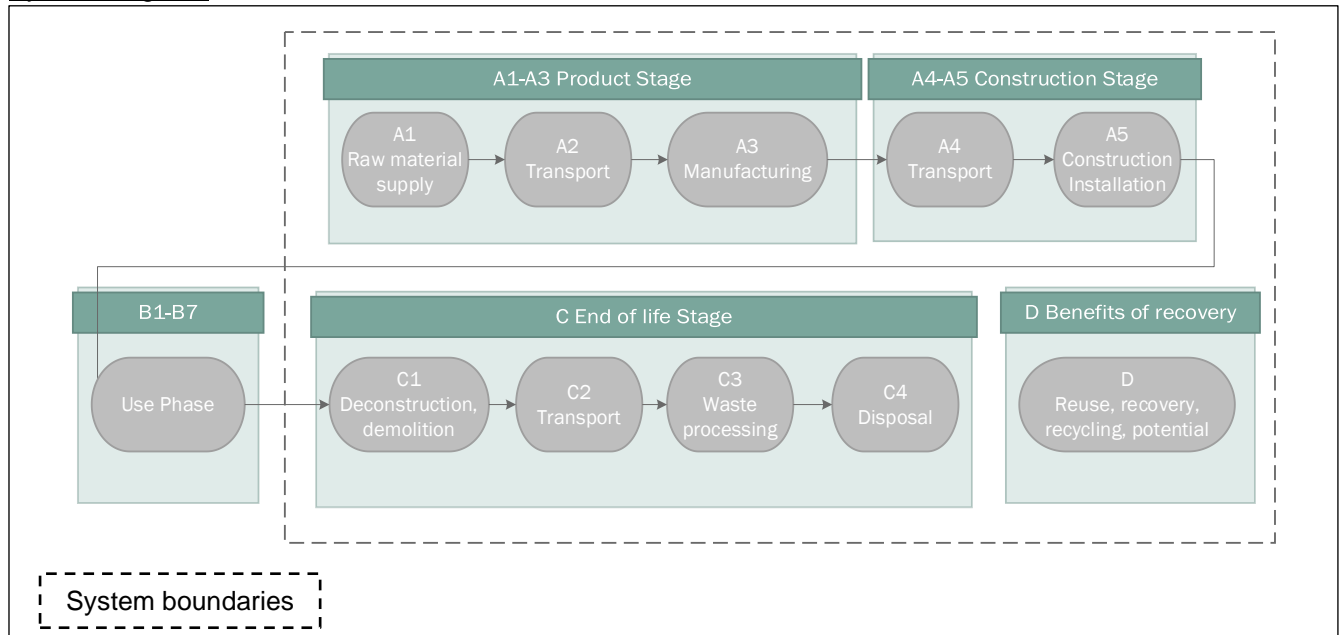 A1-A3 Product Stage
A4-A5 Construction Stage
A1
Raw material
supply
A2
Transport
A3
Manufacturing
A4
Transport
A5
Construction
Installation
B1-B7
C End of life Stage
D Benefits of recovery
Use Phase
C1
Deconstruction,
demolition
C2
Transport
C3
Waste
processing
C4
Disposal
D
Reuse, recovery,
recycling, potential
System boundaries